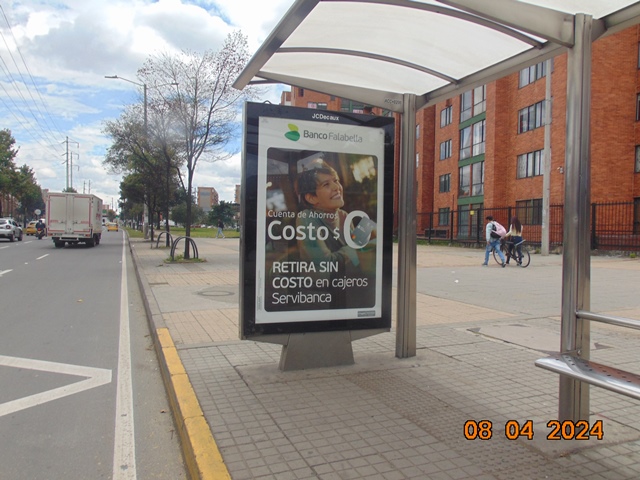 JCDecaux
Banco Falabella
Cuenta de Ahorros
Costo $0
RETIRA SIN
COSTO en cajeros
Servibanca
08 04 2024